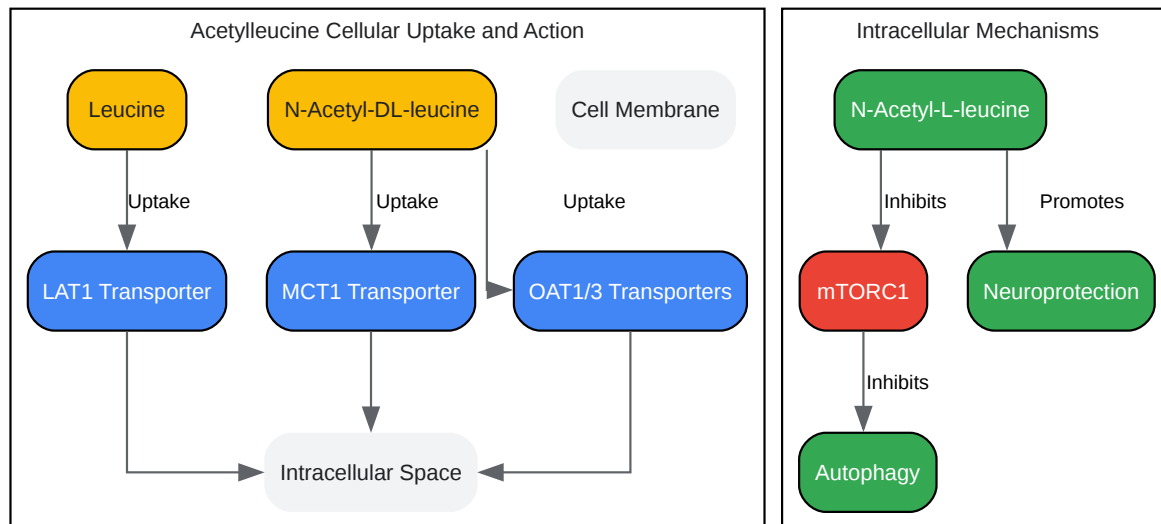 Acetylleucine Cellular Uptake and Action
Leucine
N-Acetyl-DL-leucine
Cell Membrane
Uptake
Uptake
Uptake
LAT1 Transporter
MCT1 Transporter
OAT1/3 Transporters
Intracellular Space
Intracellular Mechanisms
N-Acetyl-L-leucine
Inhibits
Promotes
mTORC1
Neuroprotection
Inhibits
Autophagy